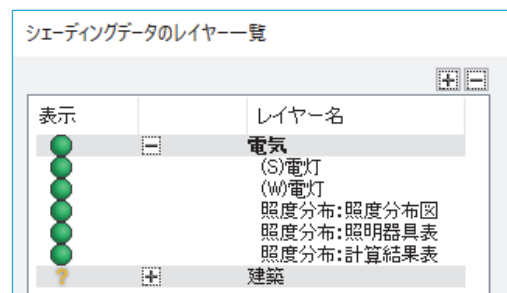 シェーディングデータのレイヤー一覧
表示 レイヤー名
電気
(S)電灯
(W)電灯
照度分布:照度分布図
照度分布:照明器具表
照度分布:計算結果表
? 建築